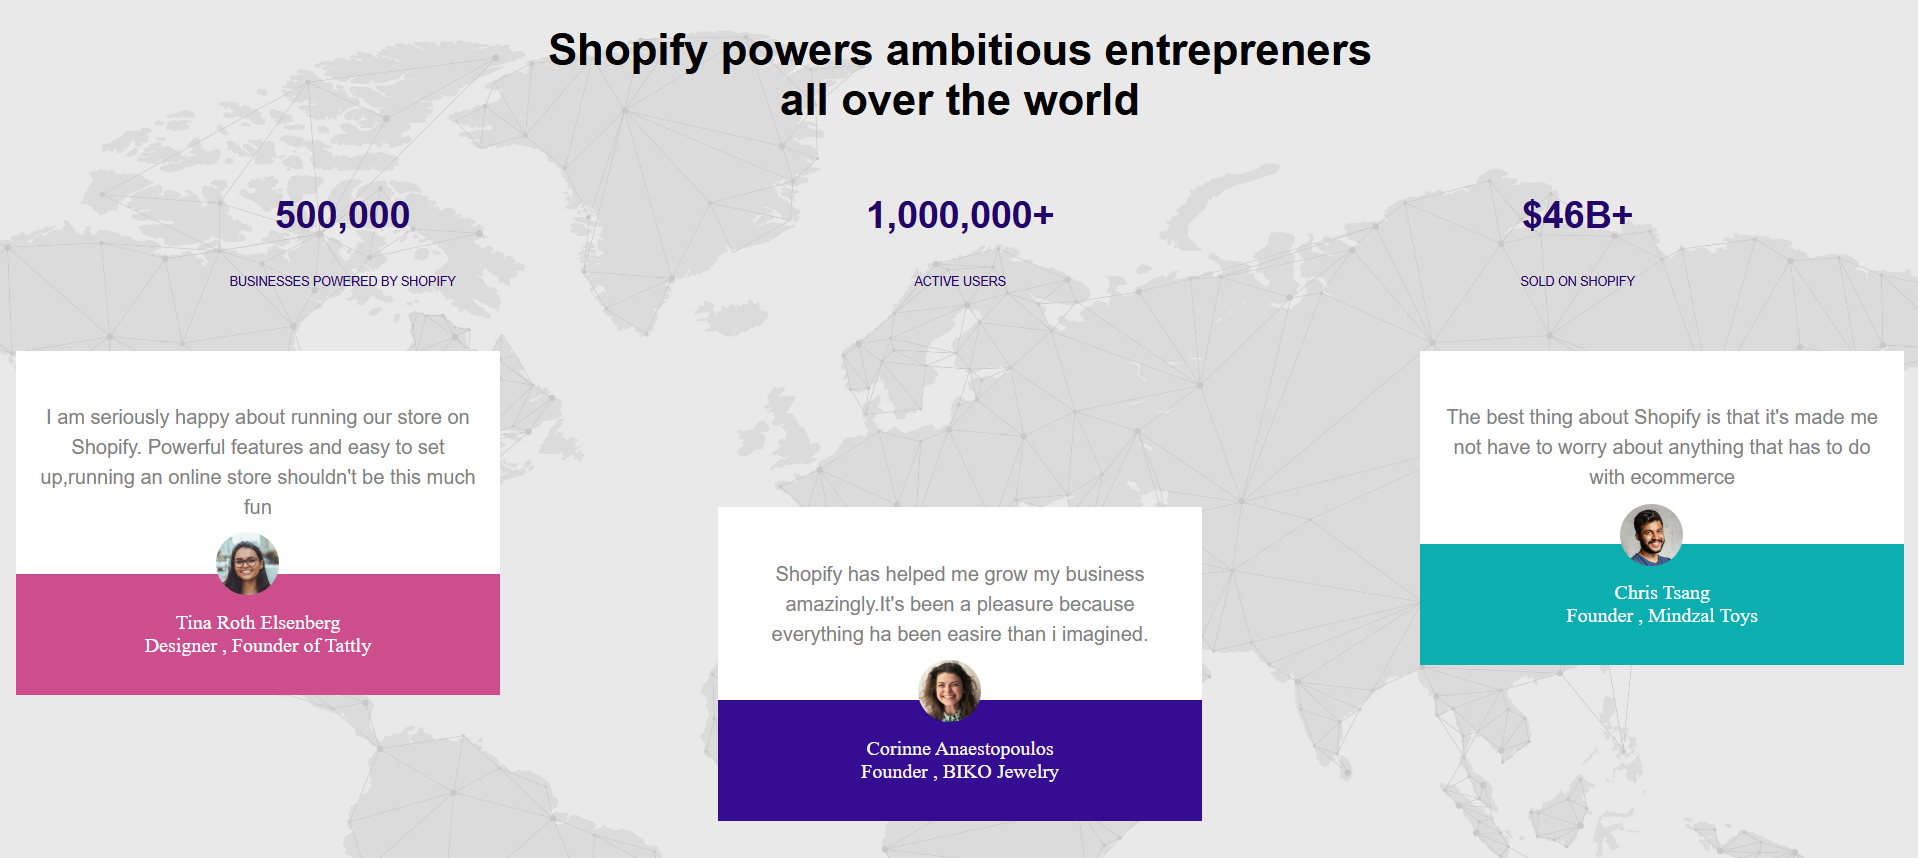 Shopify powers ambitious entrepreners
all over the world
500,000
BUSINESSES POWERED BY SHOPIFY
1,000,000+
ACTIVE USERS
$46B+
SOLD ON SHOPIFY
I am seriously happy about running our store on
Shopify. Powerful features and easy to set
up,running an online store shouldn't be this much
fun
Tina Roth Elsenberg
Designer , Founder of Tattly
Shopify has helped me grow my business
amazingly.It's been a pleasure because
everything ha been easire than i imagined.
Corinne Anaestopoulos
Founder , BIKO Jewelry
The best thing about Shopify is that it's made me
not have to worry about anything that has to do
with ecommerce
Chris Tsang
Founder , Mindzal Toys